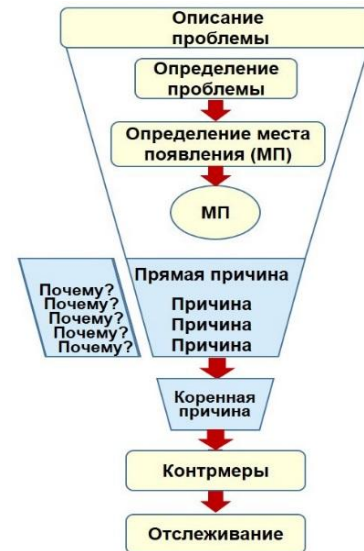 Описание
проблемы
Определение
проблемы
Определение места
появления (МП)
МП
Прямая причина
Почему?
Почему?
Почему?
Почему?
Почему?
Причина
Причина
Причина
Коренная
причина
Контрмеры
Отслеживание